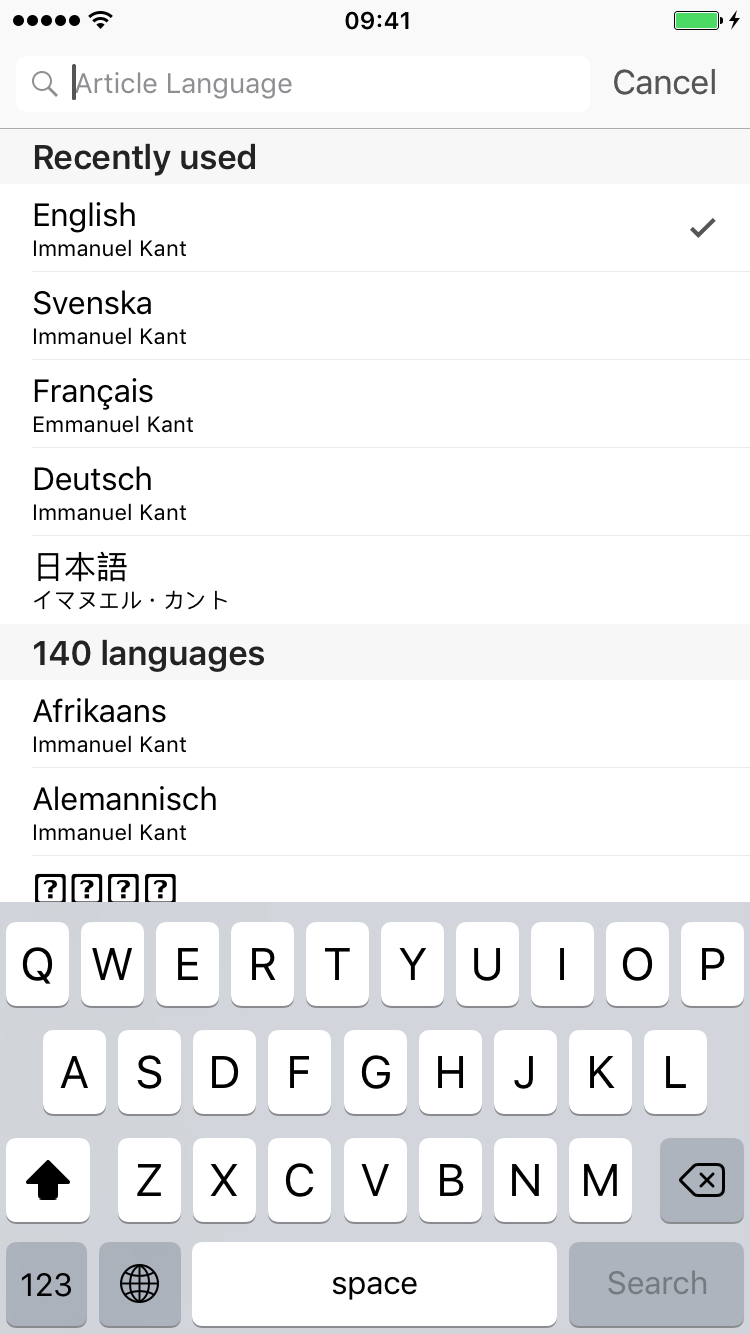 09:41
Article Language
Cancel
Recently used
English
Immanuel Kant
Svenska
Immanuel Kant
Français
Emmanuel Kant
Deutsch
Immanuel Kant
日本語
イマヌエル・カント
140 languages
Afrikaans
Immanuel Kant
Alemannisch
Immanuel Kant
Q W E R T Y U I O P
A S D F G H J K L
Z X C V B N M
123 space Search